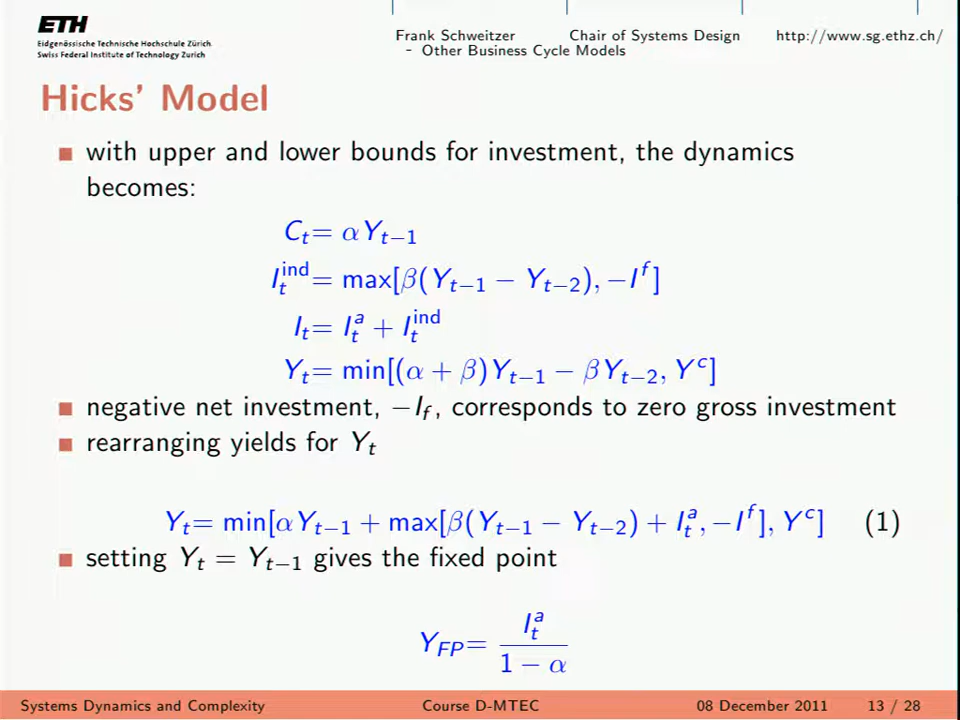 ETH
Eidgenössische Technische Hochschule Zürich
Swiss Federal Institute of Technology Zurich
Frank Schweitzer Chair of Systems Design http://www.sg.ethz.ch/
- Other Business Cycle Models
Hicks' Model
with upper and lower bounds for investment, the dynamics
becomes:
C_t = αY_{t−1}
I_t^{ind} = max[β(Y_{t−1} − Y_{t−2}), −I^f]
I_t = I_t^a + I_t^{ind}
Y_t = min[(α + β)Y_{t−1} − βY_{t−2}, Y^c]
negative net investment, −I_f, corresponds to zero gross investment
rearranging yields for Y_t
Y_t = min[αY_{t−1} + max[β(Y_{t−1} − Y_{t−2}) + I_t^a, −I^f], Y^c] (1)
setting Y_t = Y_{t−1} gives the fixed point
Y_{FP} = I_t^a / (1 − α)
Systems Dynamics and Complexity Course D-MTEC 08 December 2011 13 / 28